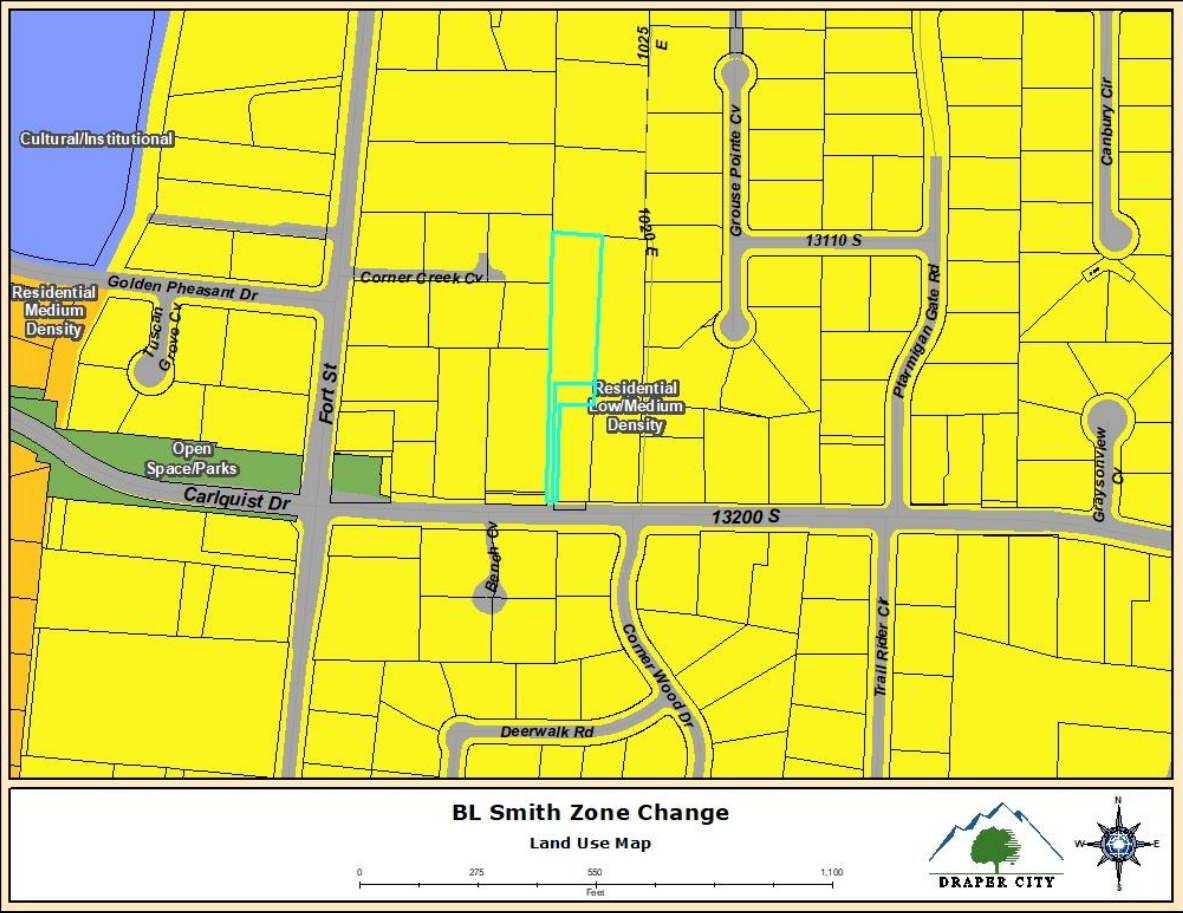 1025
E
Cultural/Institutional
Grouse Pointe Cv
Canbury Cir
1020 E
13110 S
Golden Pheasant Dr
Corner Creek Cv
Residential
Medium
Density
Tuscan
Grove Cv
Ptarmigan Gate Rd
Fort St
Residential
Low/Medium
Density
Open
Space/Parks
Graysonview
Cv
Carlquist Dr
13200 S
Bench Cv
Corner Wood Dr
Trail Rider Cir
Deerwalk Rd
BL Smith Zone Change
Land Use Map
0 275 550 1,100
Feet
DRAPER CITY
N
W E
S